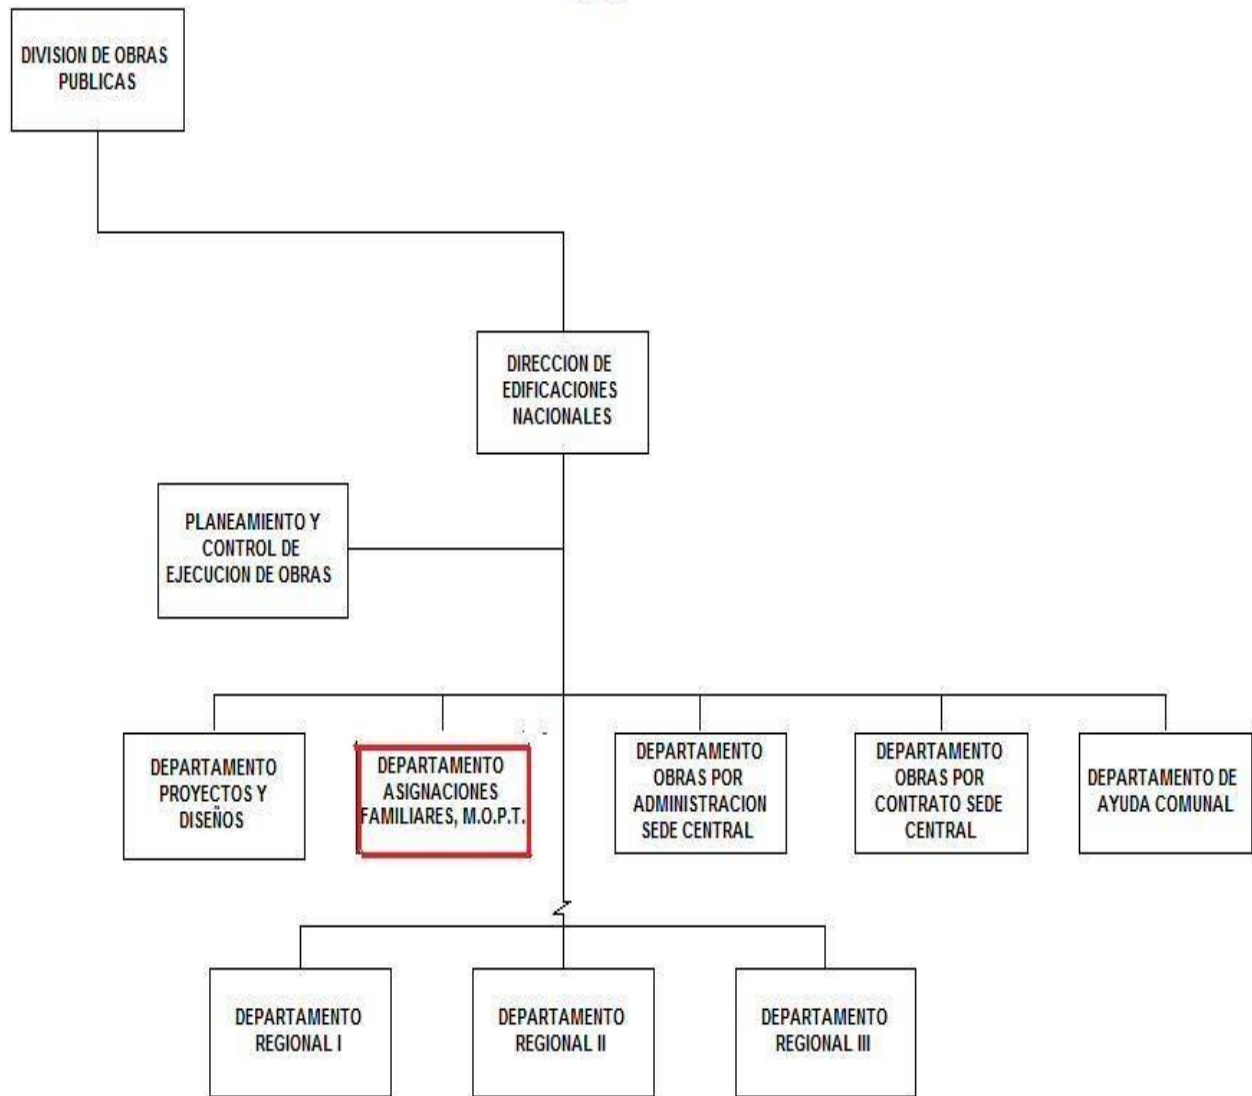 DIVISION DE OBRAS
PUBLICAS
DIRECCION DE
EDIFICACIONES
NACIONALES
PLANEAMIENTO Y
CONTROL DE
EJECUCION DE OBRAS
DEPARTAMENTO
PROYECTOS Y
DISEÑOS
DEPARTAMENTO
ASIGNACIONES
FAMILIARES, M.O.P.T.
DEPARTAMENTO
OBRAS POR
ADMINISTRACION
SEDE CENTRAL
DEPARTAMENTO
OBRAS POR
CONTRATO SEDE
CENTRAL
DEPARTAMENTO DE
AYUDA COMUNAL
DEPARTAMENTO
REGIONAL I
DEPARTAMENTO
REGIONAL II
DEPARTAMENTO
REGIONAL III